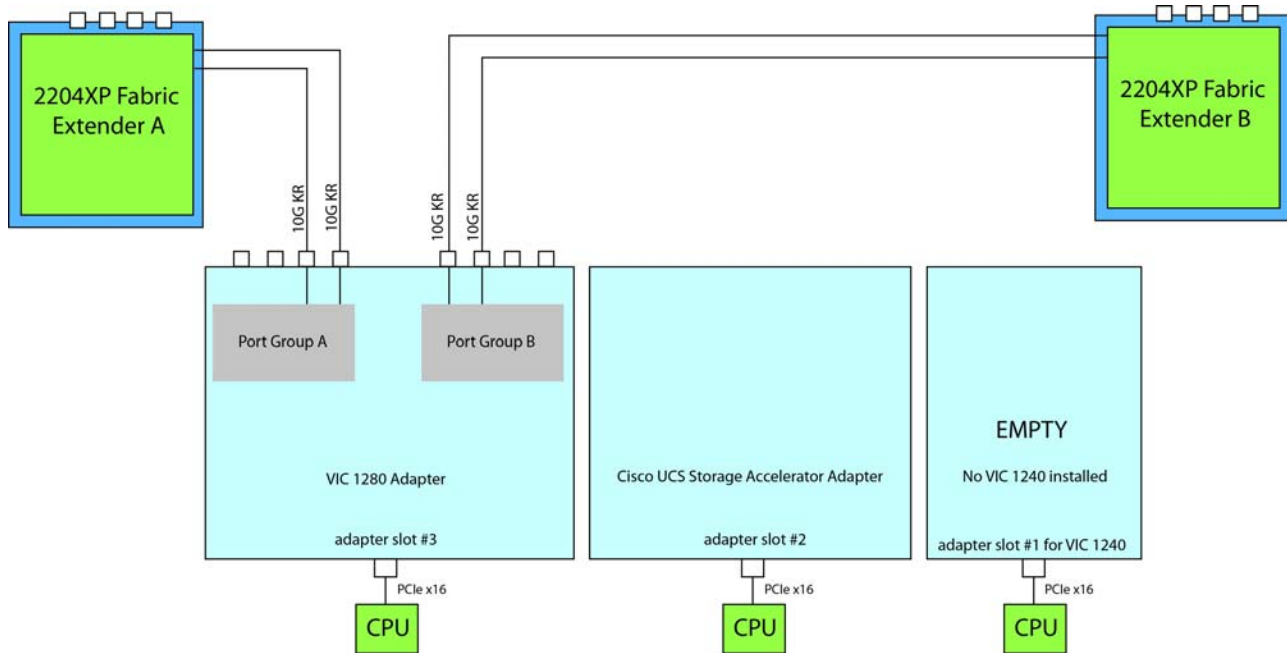 2204XP Fabric
Extender A
2204XP Fabric
Extender B
10G KR
10G KR
10G KR
10G KR
Port Group A
Port Group B
VIC 1280 Adapter
adapter slot #3
Cisco UCS Storage Accelerator Adapter
adapter slot #2
EMPTY
No VIC 1240 installed
adapter slot #1 for VIC 1240
PCIe x16
PCIe x16
PCIe x16
CPU
CPU
CPU